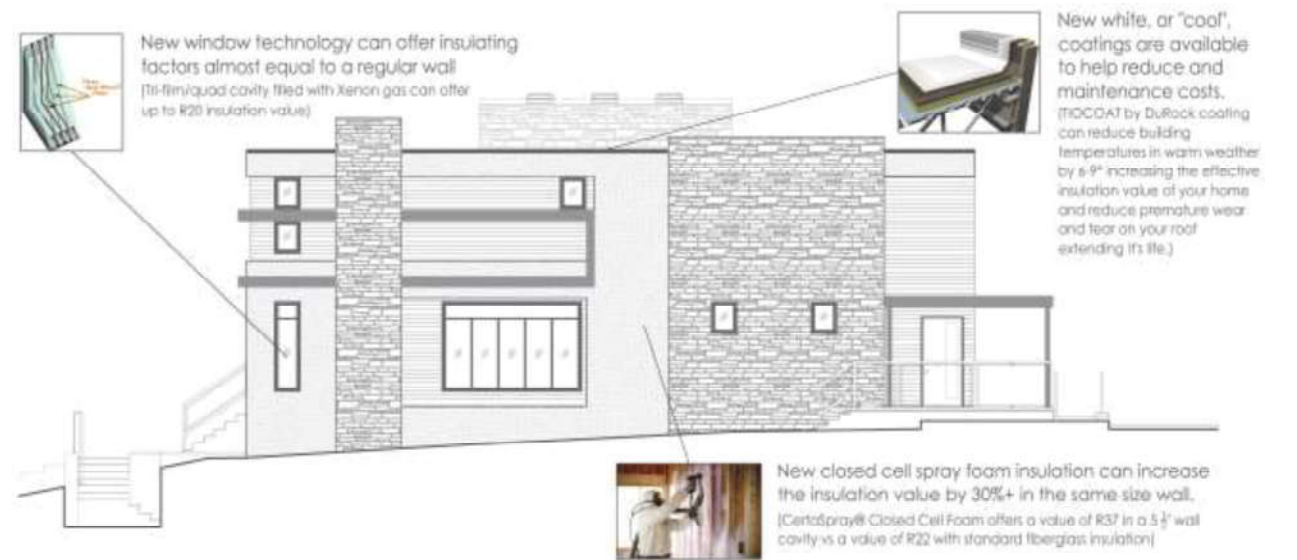 New window technology can offer insulating
factors almost equal to a regular wall
(Tri-film/quad cavity filled with Xenon gas can offer
up to R20 insulation value)
New white, or "cool",
coatings are available
to help reduce and
maintenance costs.
(TIOCOAT by DuRock coating
can reduce building
temperatures in warm weather
by 6-9° increasing the effective
insulation value of your home
and reduce premature wear
and tear on your roof
extending it's life.)
New closed cell spray foam insulation can increase
the insulation value by 30%+ in the same size wall.
(CertaSpray® Closed Cell Foam offers a value of R37 in a 5½" wall
cavity vs a value of R22 with standard fiberglass insulation)